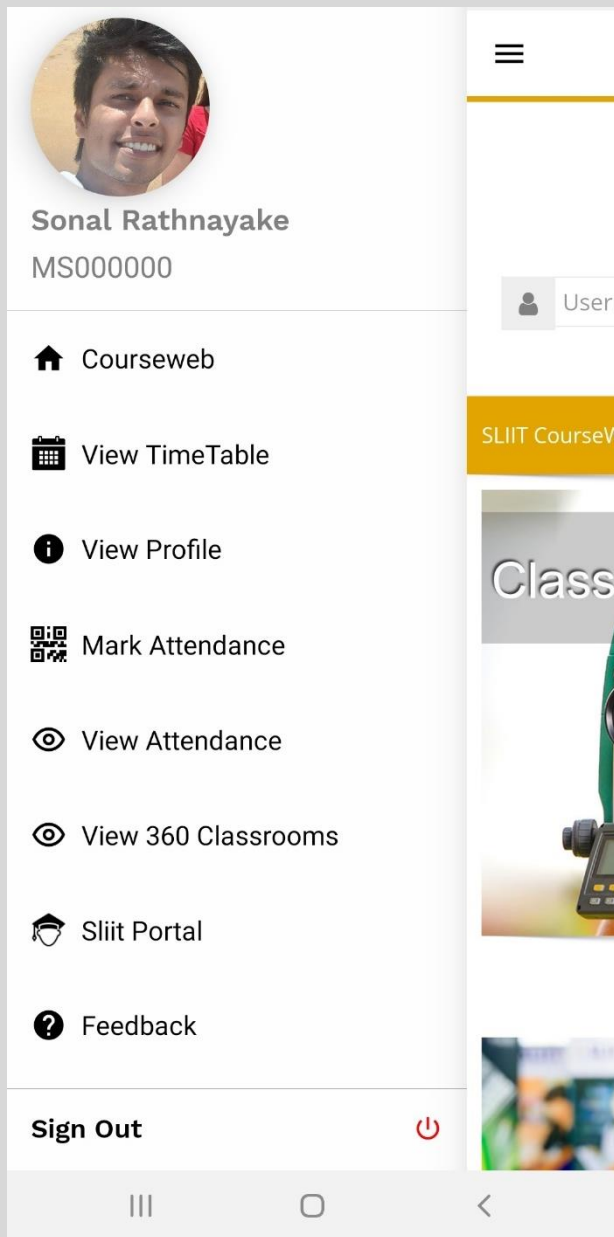 Sonal Rathnayake
MS000000
Courseweb
View TimeTable
View Profile
Mark Attendance
View Attendance
View 360 Classrooms
Sliit Portal
Feedback
Sign Out
User
SLIIT CourseW
Class